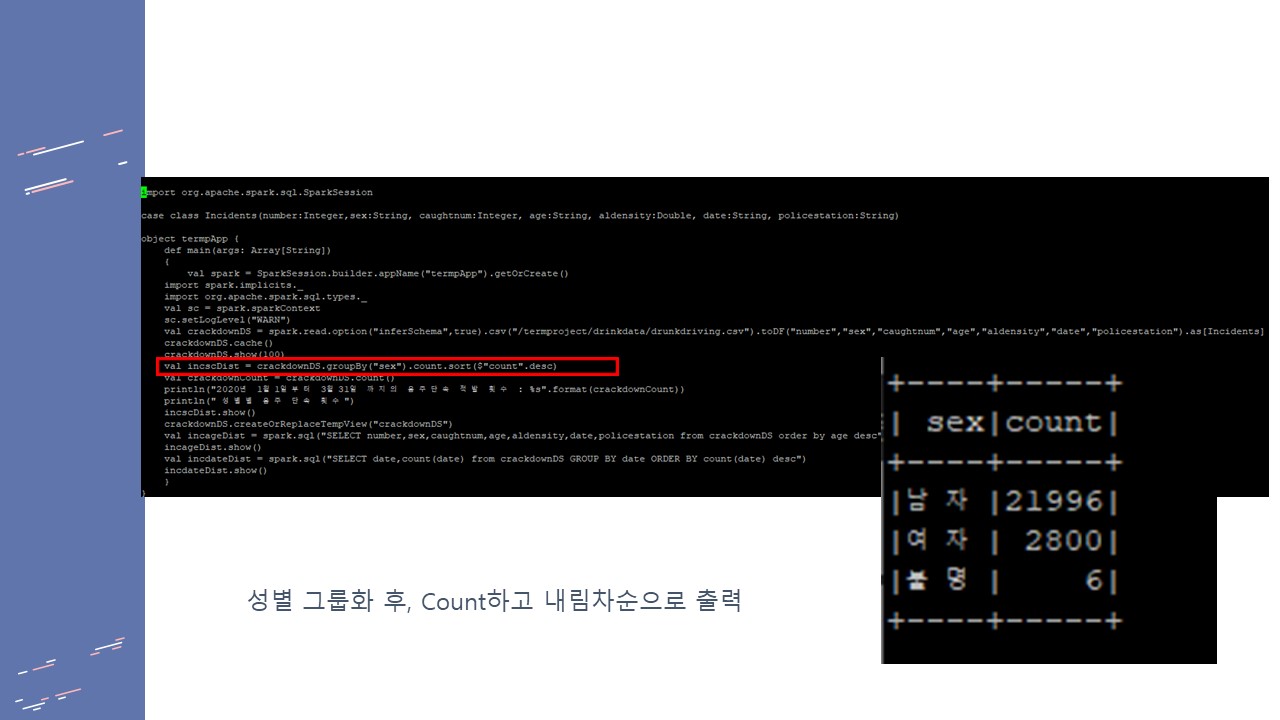 import org.apache.spark.sql.SparkSession
case class Incidents(number:Integer,sex:String, caughtnum:Integer, age:String, aldensity:Double, date:String, policestation:String)
object termpApp {
def main(args: Array[String])
{
val spark = SparkSession.builder.appName("termpApp").getOrCreate()
import spark.implicits._
import org.apache.spark.sql.types._
val sc = spark.sparkContext
sc.setLogLevel("WARN")
val crackdownDS = spark.read.option("inferSchema",true).csv("/termproject/drinkdata/drunkdriving.csv").toDF("number","sex","caughtnum","age","aldensity","date","policestation").as[Incidents]
crackdownDS.cache()
crackdownDS.show(100)
val incscDist = crackdownDS.groupBy("sex").count.sort($"count".desc)
val crackdownCount = crackdownDS.count()
println("2020년 1월 1일부터 3월 31일 까지의 음주단속 적발 횟수 : %s".format(crackdownCount))
println(" 성별별 음주 단속 횟수")
incscDist.show()
crackdownDS.createOrReplaceTempView("crackdownDS")
val incageDist = spark.sql("SELECT number,sex,caughtnum,age,aldensity,date,policestation from crackdownDS order by age desc"
incageDist.show()
val incdateDist = spark.sql("SELECT date,count(date) from crackdownDS GROUP BY date ORDER BY count(date) desc")
incdateDist.show()
}
}
+----+-----+
| sex|count|
+----+-----+
|남 자 |21996|
|여 자 | 2800|
|불 명 | 6|
+----+-----+
성별 그룹화 후, Count하고 내림차순으로 출력